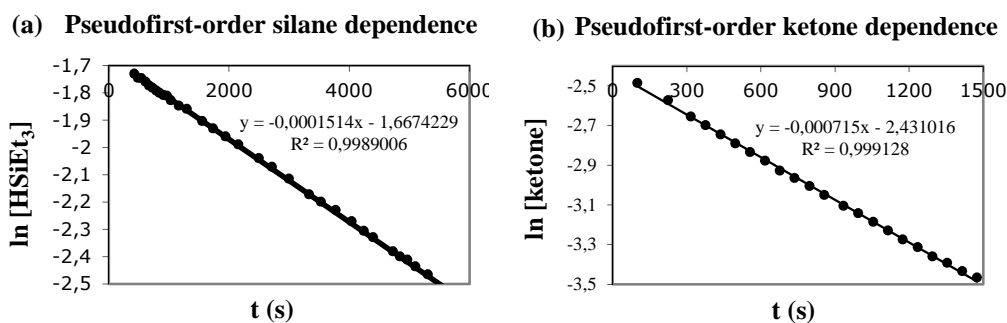 (a) Pseudofirst-order silane dependence
-1,7
-1,8
-1,9
-2
-2,1
-2,2
-2,3
-2,4
-2,5
0 2000 4000 6000
y = -0,0001514x - 1,6674229
R² = 0,9989006
ln [HSiEt3]
t (s)
(b) Pseudofirst-order ketone dependence
-2,5
-2,7
-2,9
-3,1
-3,3
-3,5
0 300 600 900 1200 1500
y = -0,000715x - 2,431016
R² = 0,999128
ln [ketone]
t (s)